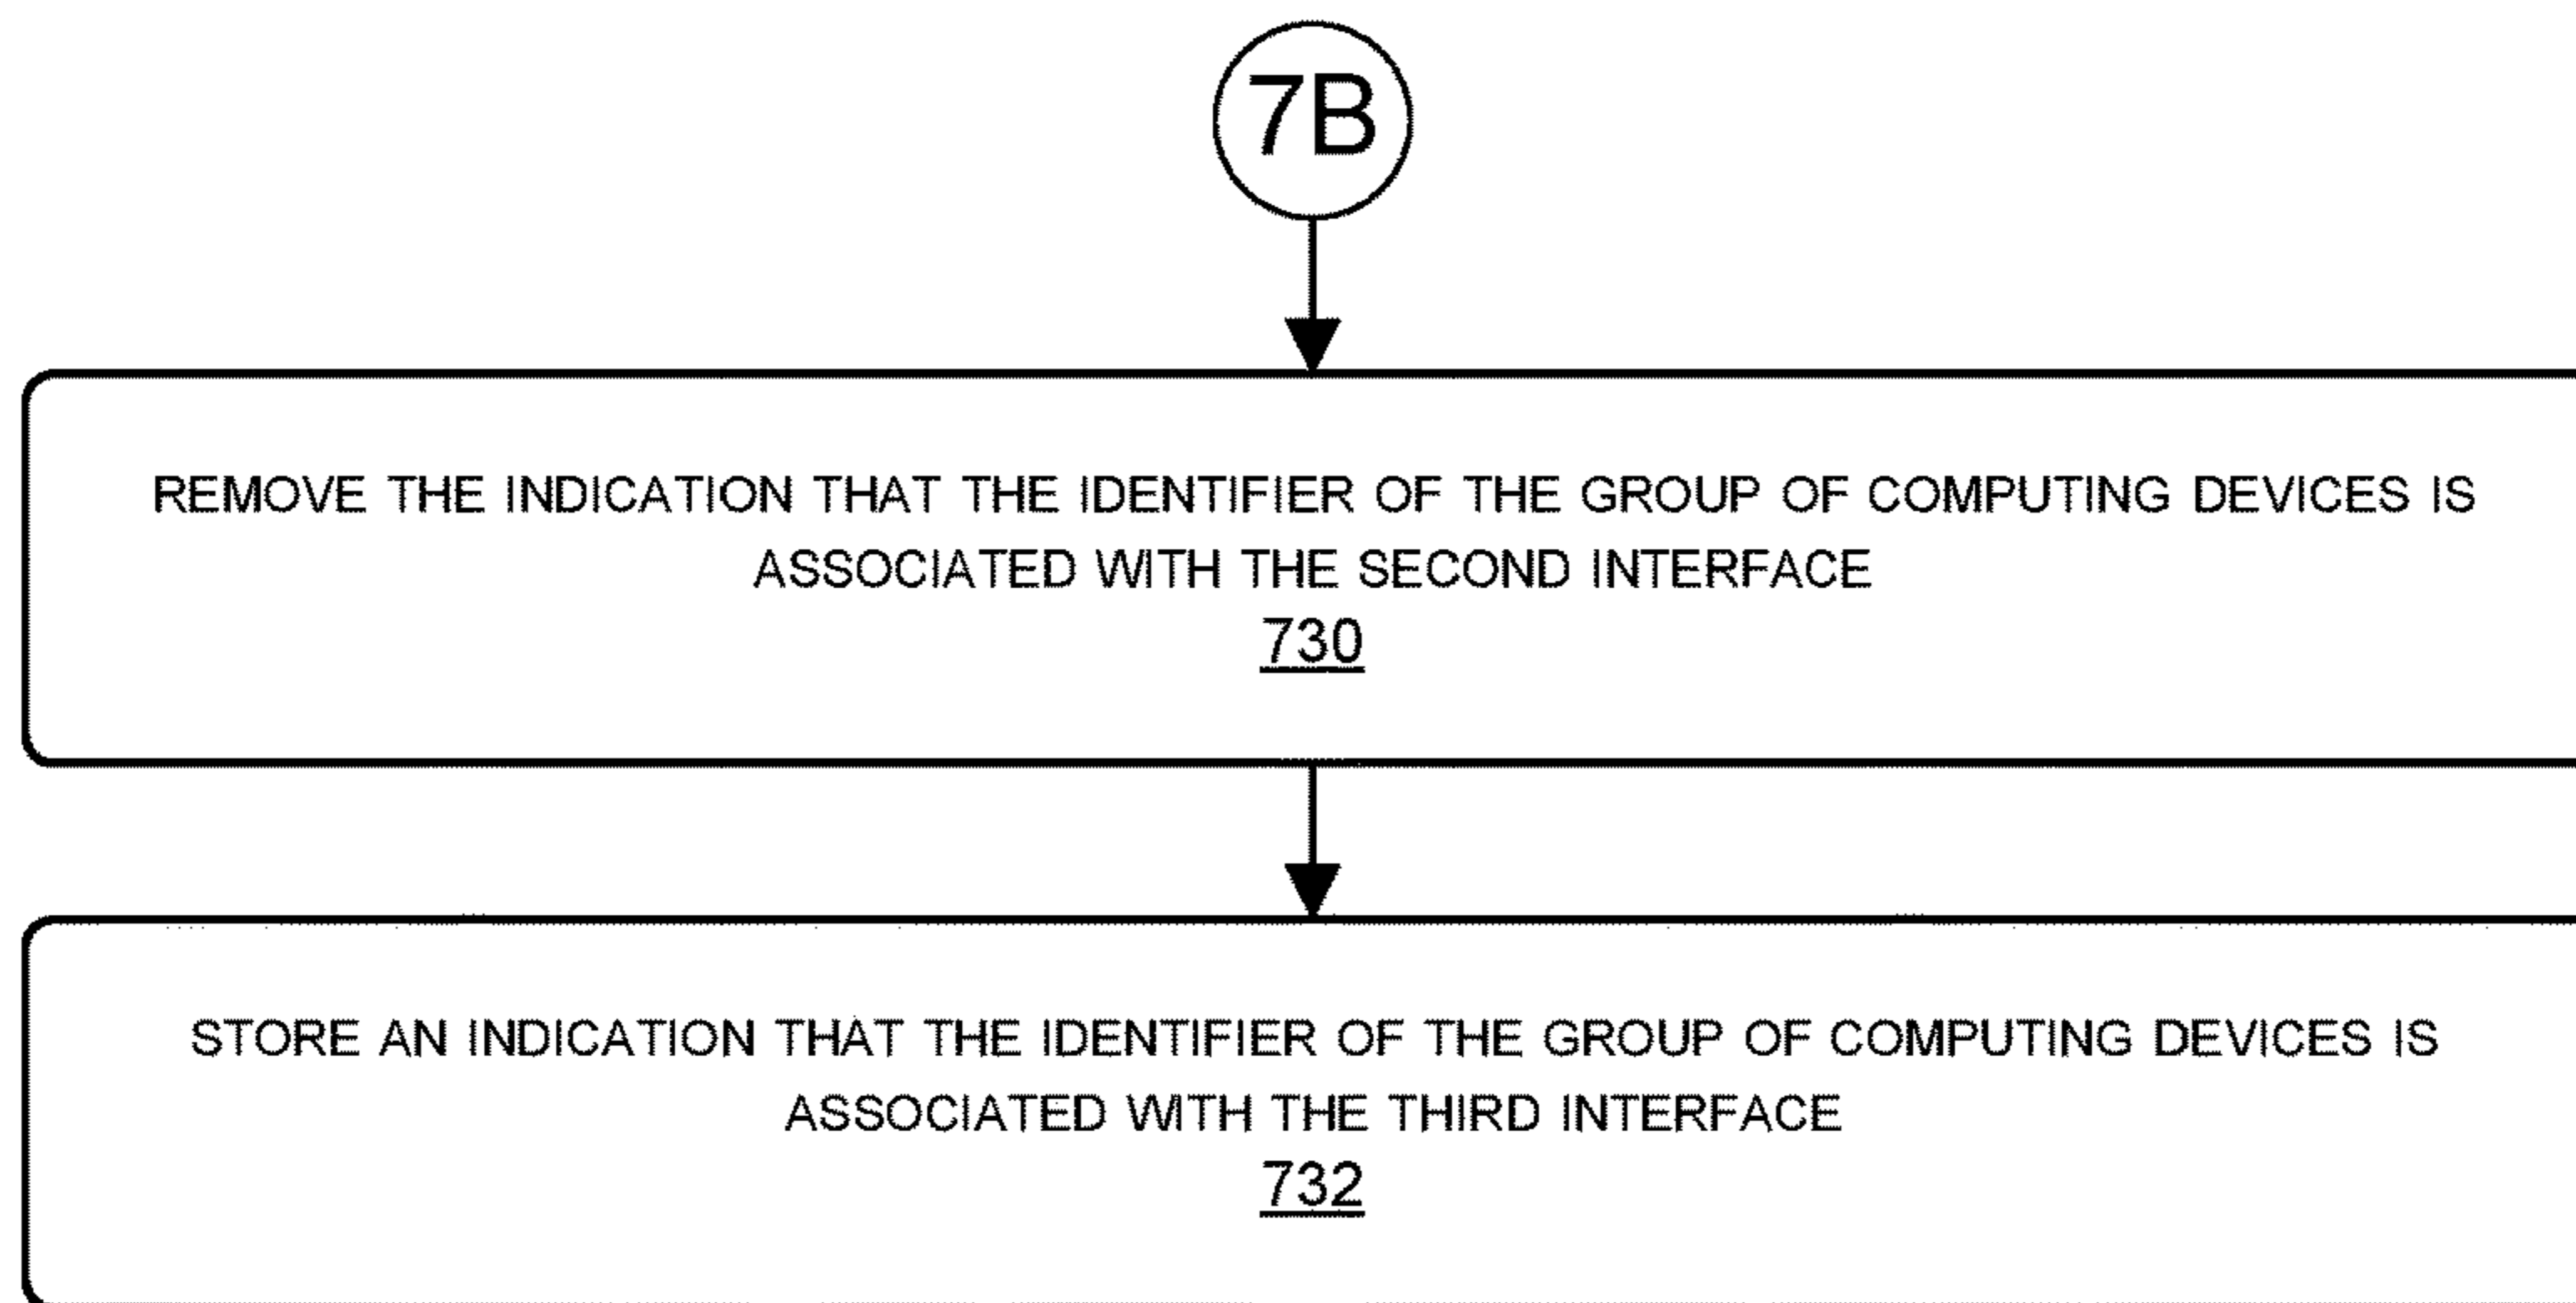 7B
REMOVE THE INDICATION THAT THE IDENTIFIER OF THE GROUP OF COMPUTING DEVICES IS
ASSOCIATED WITH THE SECOND INTERFACE
730
STORE AN INDICATION THAT THE IDENTIFIER OF THE GROUP OF COMPUTING DEVICES IS
ASSOCIATED WITH THE THIRD INTERFACE
732